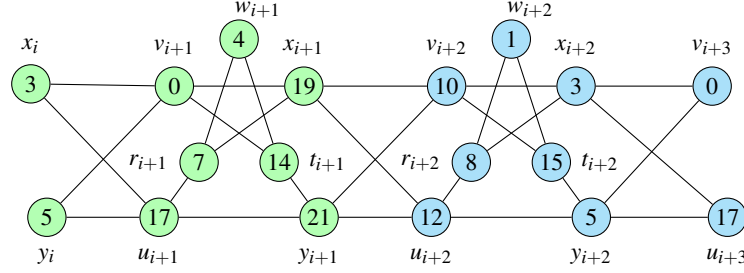 w_{i+1} w_{i+2}
x_i v_{i+1} 4 x_{i+1} v_{i+2} 1 x_{i+2} v_{i+3}
3 0 19 10 3 0
r_{i+1} 7 14 t_{i+1} r_{i+2} 8 15 t_{i+2}
5 17 21 12 5 17
y_i u_{i+1} y_{i+1} u_{i+2} y_{i+2} u_{i+3}